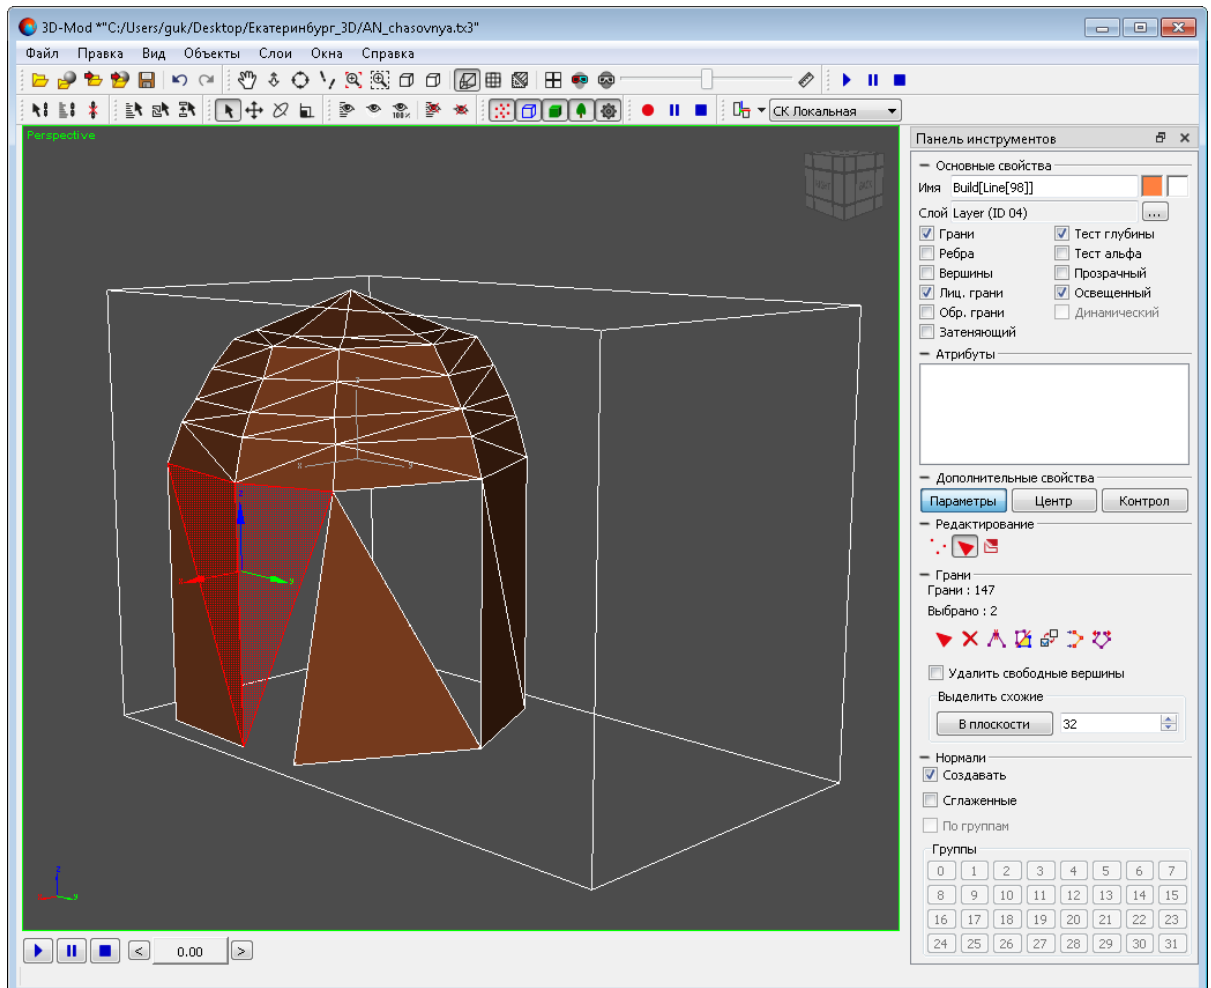 3D-Mod *"C:/Users/guk/Desktop/Екатеринбург_3D/AN_chasovnya.tx3"
Файл Правка Вид Объекты Слои Окна Справка
100%
СК Локальная
Perspective
Панель инструментов
Основные свойства
Имя Build[Line[98]]
Слой Layer (ID 04) ...
Грани Тест глубины
Ребра Тест альфа
Вершины Прозрачный
Лиц. грани Освещенный
Обр. грани Динамический
Затеняющий
Атрибуты
Дополнительные свойства
Параметры Центр Контрол
Редактирование
Грани
Грани : 147
Выбрано : 2
Удалить свободные вершины
Выделить схожие
В плоскости 32
Нормали
Создавать
Сглаженные
По группам
Группы
0 1 2 3 4 5 6 7
8 9 10 11 12 13 14 15
16 17 18 19 20 21 22 23
24 25 26 27 28 29 30 31
z
x y
z
x y
z
x y
< 0.00 >